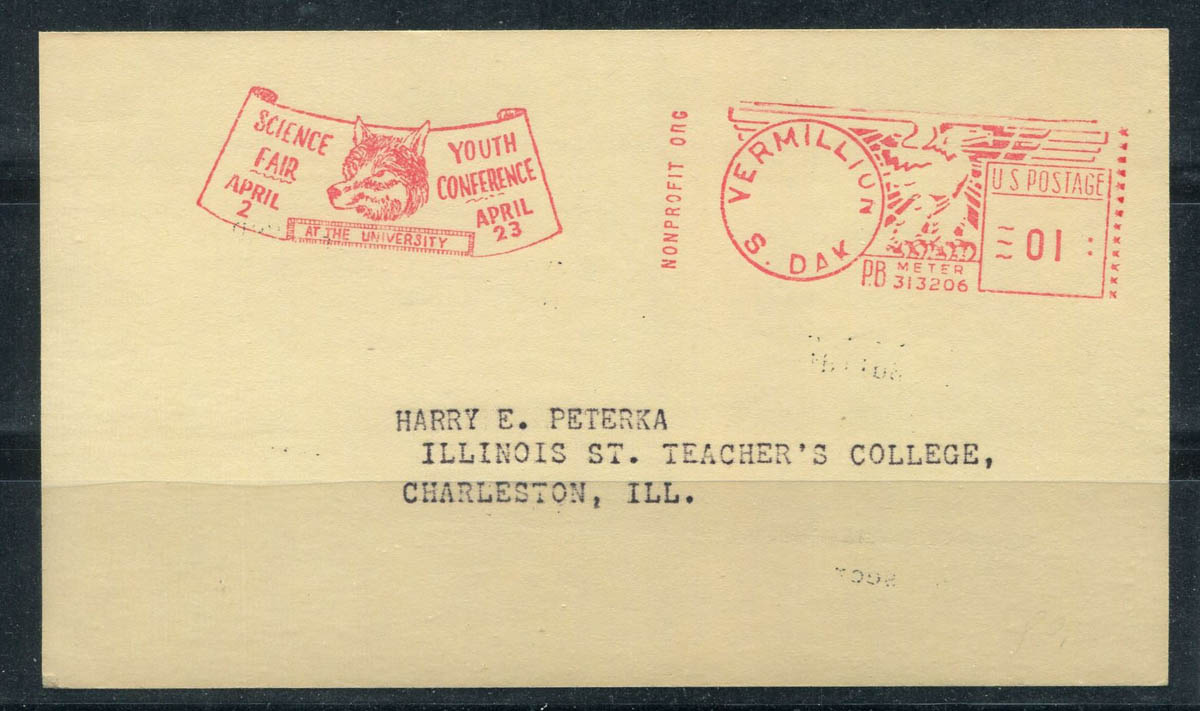 SCIENCE
FAIR
APRIL
2
YOUTH
CONFERENCE
APRIL
23
AT THE UNIVERSITY
NONPROFIT ORG
VERMILLION
S. DAK
P.B METER
313206
U S POSTAGE
01
HARRY E. PETERKA
ILLINOIS ST. TEACHER'S COLLEGE,
CHARLESTON, ILL.